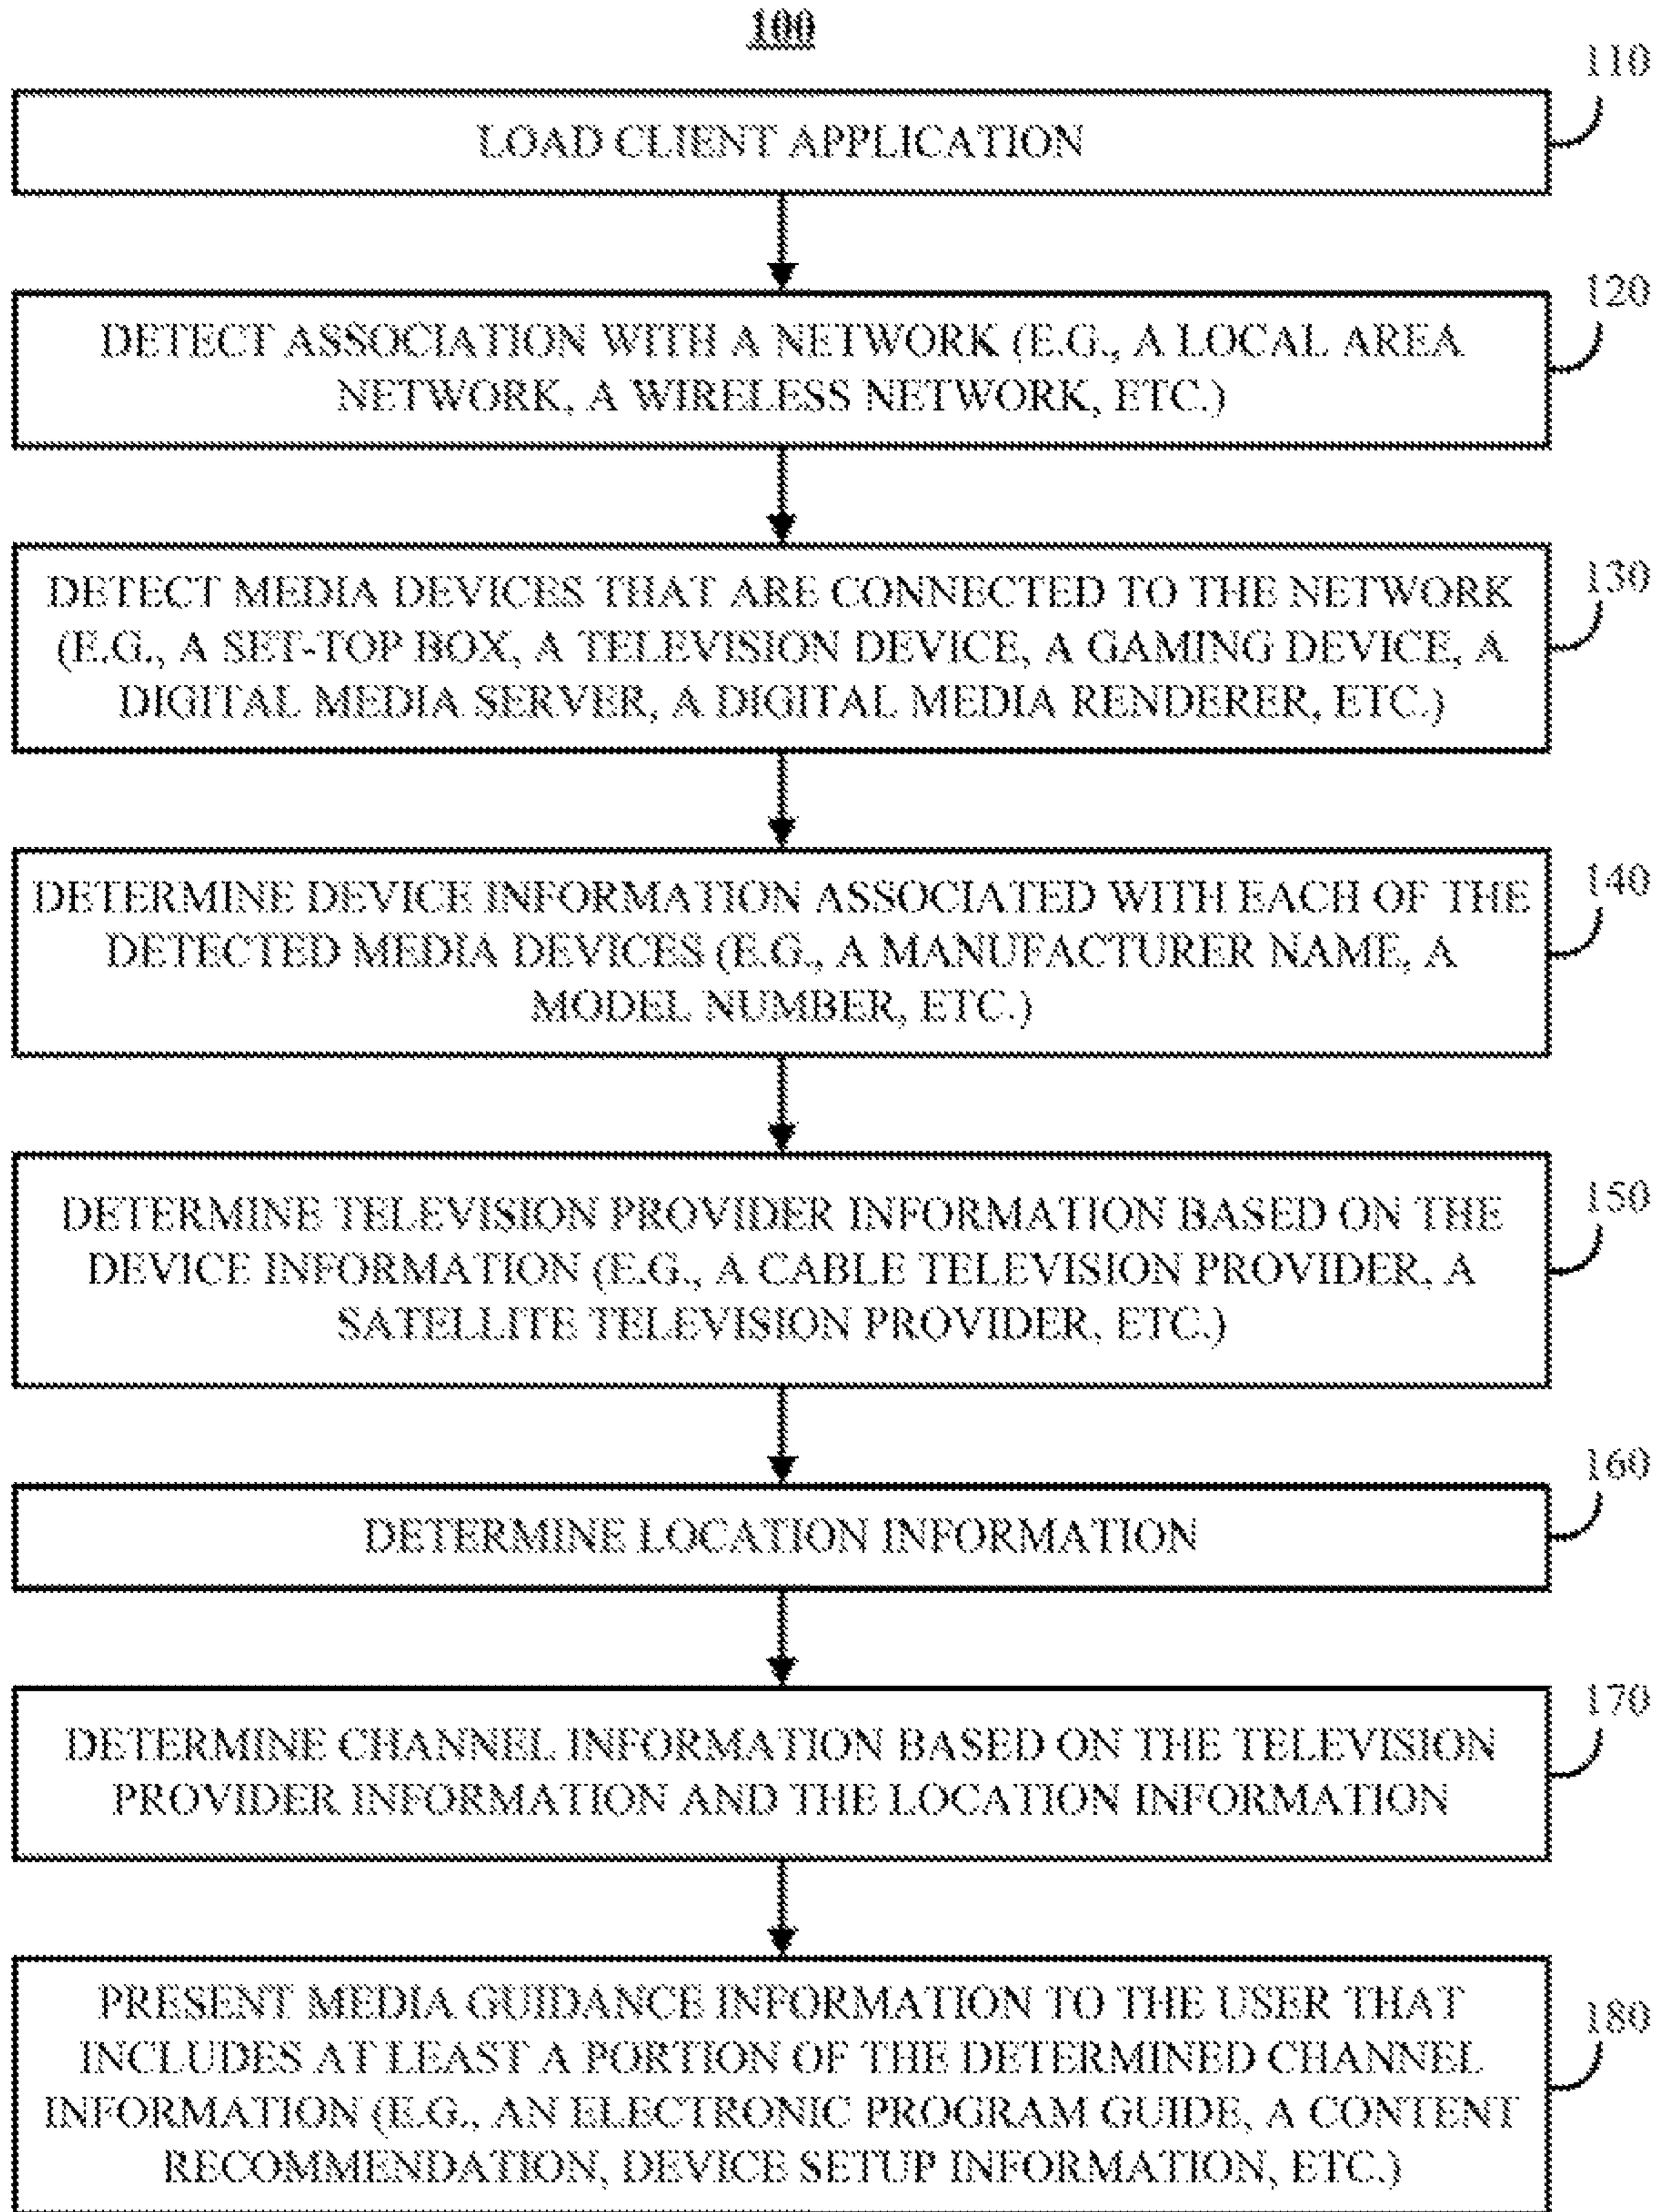 100
110
LOAD CLIENT APPLICATION
120
DETECT ASSOCIATION WITH A NETWORK (E.G., A LOCAL AREA
NETWORK, A WIRELESS NETWORK, ETC.)
130
DETECT MEDIA DEVICES THAT ARE CONNECTED TO THE NETWORK
(E.G., A SET-TOP BOX, A TELEVISION DEVICE, A GAMING DEVICE, A
DIGITAL MEDIA SERVER, A DIGITAL MEDIA RENDERER, ETC.)
140
DETERMINE DEVICE INFORMATION ASSOCIATED WITH EACH OF THE
DETECTED MEDIA DEVICES (E.G., A MANUFACTURER NAME, A
MODEL NUMBER, ETC.)
150
DETERMINE TELEVISION PROVIDER INFORMATION BASED ON THE
DEVICE INFORMATION (E.G., A CABLE TELEVISION PROVIDER, A
SATELLITE TELEVISION PROVIDER, ETC.)
160
DETERMINE LOCATION INFORMATION
170
DETERMINE CHANNEL INFORMATION BASED ON THE TELEVISION
PROVIDER INFORMATION AND THE LOCATION INFORMATION
180
PRESENT MEDIA GUIDANCE INFORMATION TO THE USER THAT
INCLUDES AT LEAST A PORTION OF THE DETERMINED CHANNEL
INFORMATION (E.G., AN ELECTRONIC PROGRAM GUIDE, A CONTENT
RECOMMENDATION, DEVICE SETUP INFORMATION, ETC.)